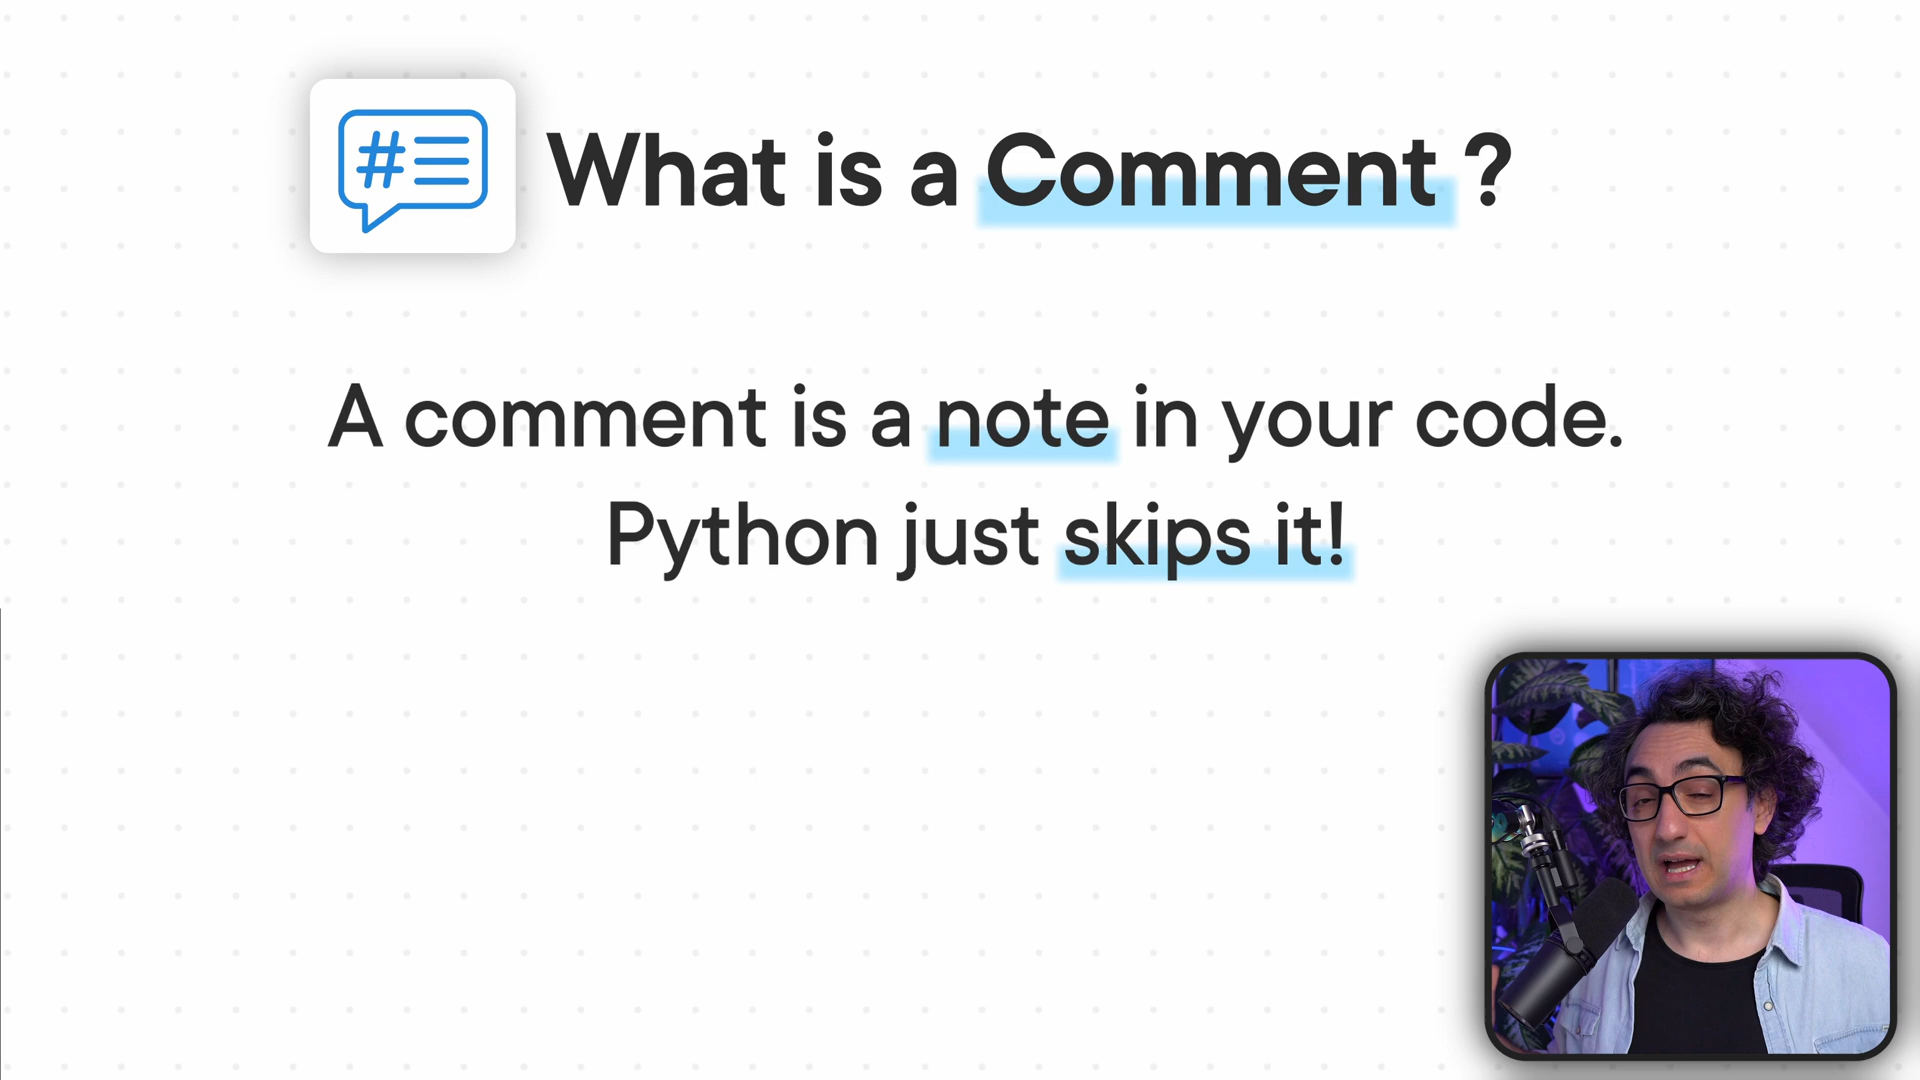 What is a Comment ?
A comment is a note in your code.
Python just skips it!